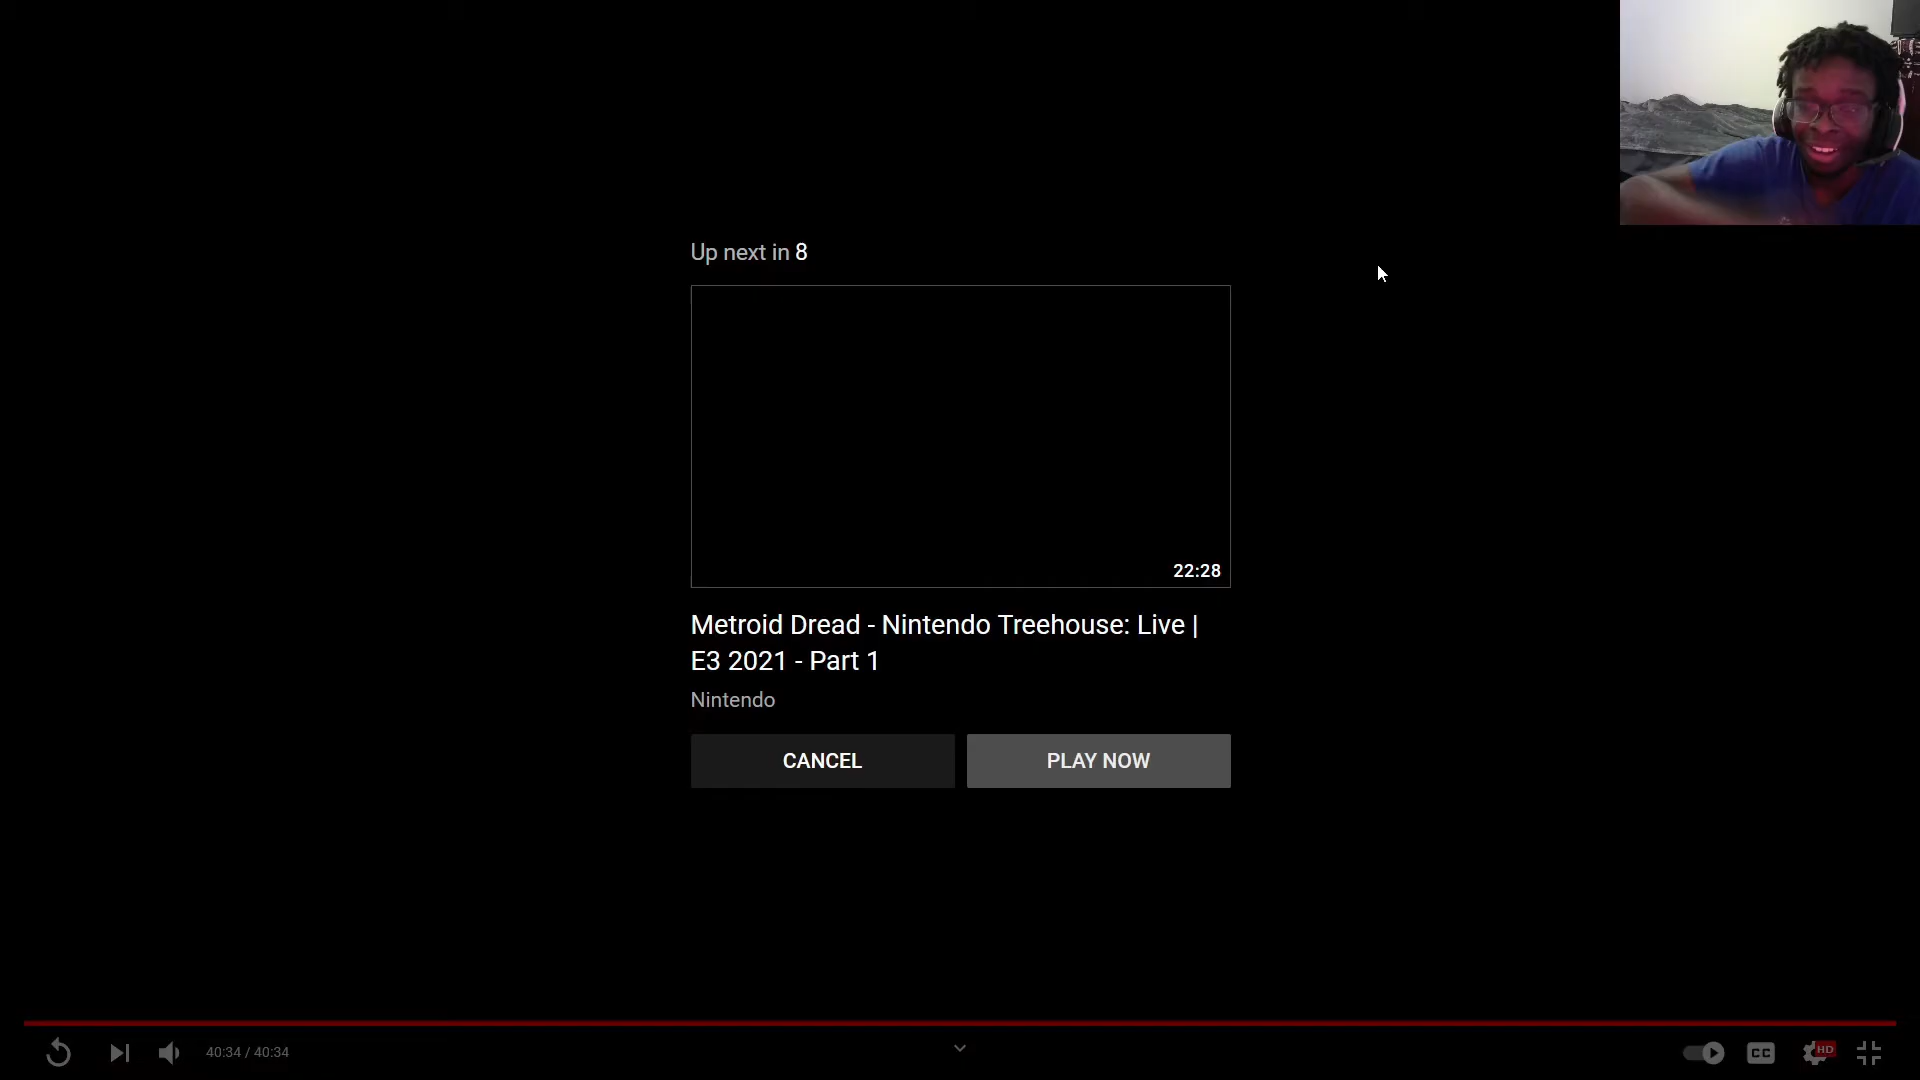 Up next in 8
22:28
Metroid Dread - Nintendo Treehouse: Live |
E3 2021 - Part 1
Nintendo
CANCEL
PLAY NOW
40:34 / 40:34
CC
HD